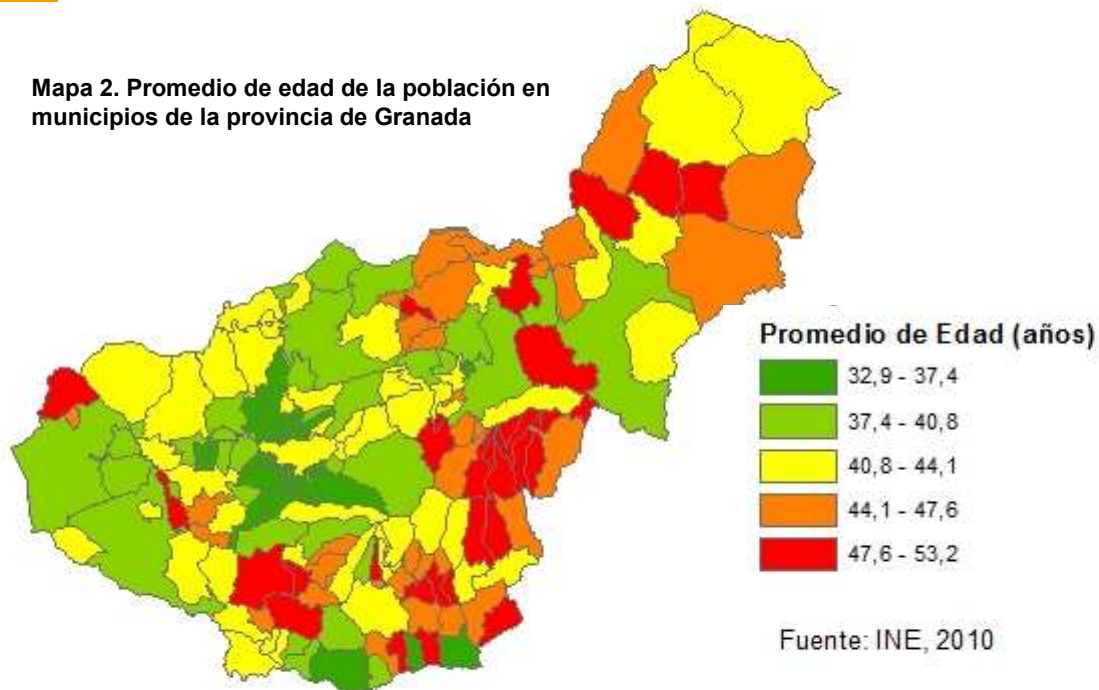 Mapa 2. Promedio de edad de la población en
municipios de la provincia de Granada
Promedio de Edad (años)
32,9 - 37,4
37,4 - 40,8
40,8 - 44,1
44,1 - 47,6
47,6 - 53,2
Fuente: INE, 2010